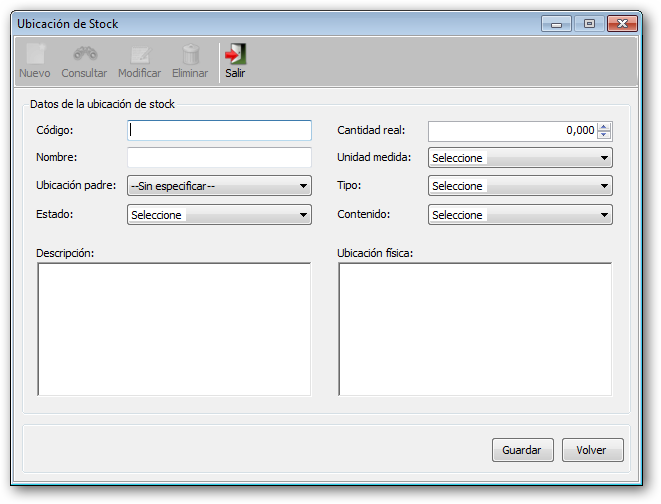 Ubicación de Stock
Nuevo Consultar Modificar Eliminar Salir
Datos de la ubicación de stock
Código: Cantidad real: 0,000
Nombre: Unidad medida: Seleccione
Ubicación padre: --Sin especificar-- Tipo: Seleccione
Estado: Seleccione Contenido: Seleccione
Descripción: Ubicación física:
Guardar Volver